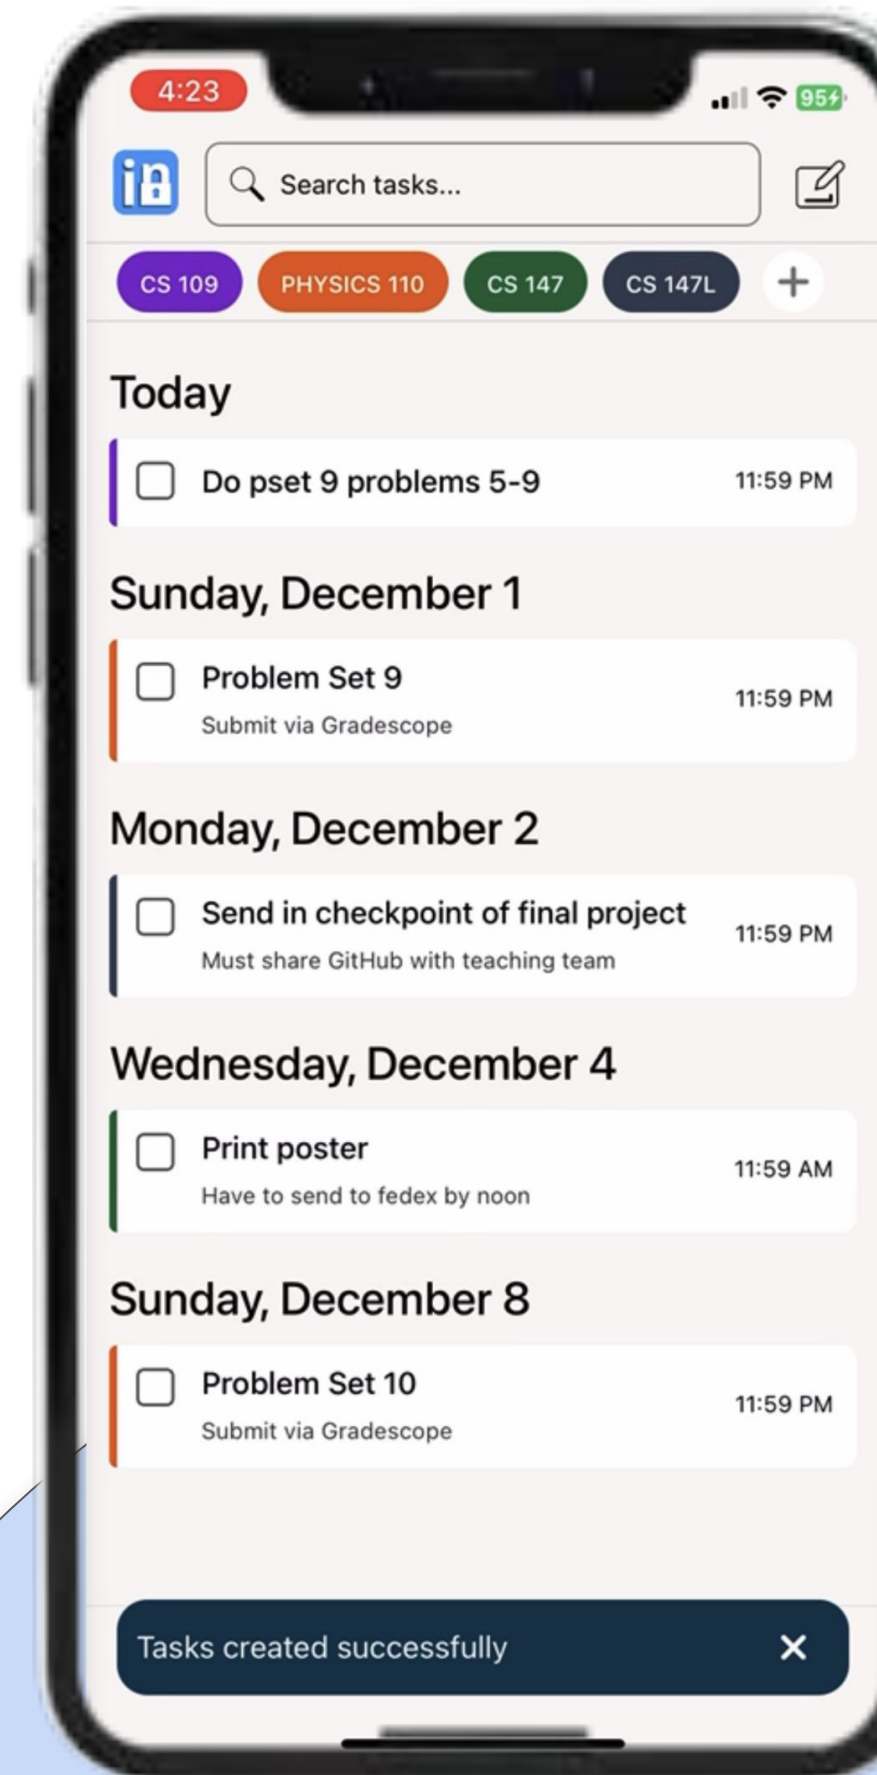 4:23
95
in
Search tasks...
CS 109
PHYSICS 110
CS 147
CS 147L
+
Today
Do pset 9 problems 5-9
11:59 PM
Sunday, December 1
Problem Set 9
11:59 PM
Submit via Gradescope
Monday, December 2
Send in checkpoint of final project
11:59 PM
Must share GitHub with teaching team
Wednesday, December 4
Print poster
11:59 AM
Have to send to fedex by noon
Sunday, December 8
Problem Set 10
11:59 PM
Submit via Gradescope
Tasks created successfully